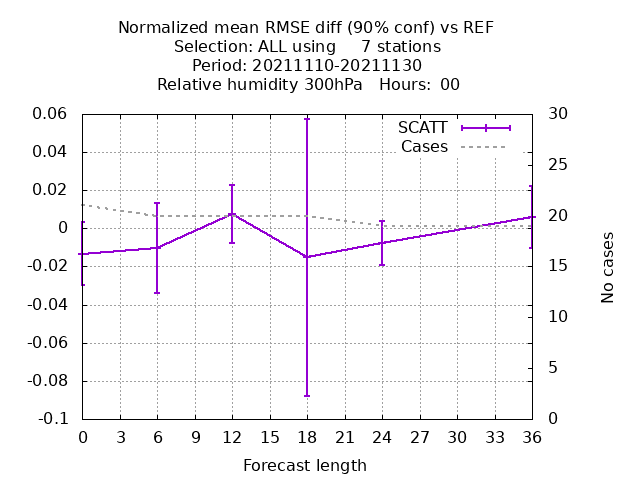 Normalized mean RMSE diff (90% conf) vs REF
Selection: ALL using 7 stations
Period: 20211110-20211130
Relative humidity 300hPa Hours: 00
SCATT
Cases
0.06
0.04
0.02
0
-0.02
-0.04
-0.06
-0.08
-0.1
30
25
20
15
10
5
0
No cases
0 3 6 9 12 15 18 21 24 27 30 33 36
Forecast length